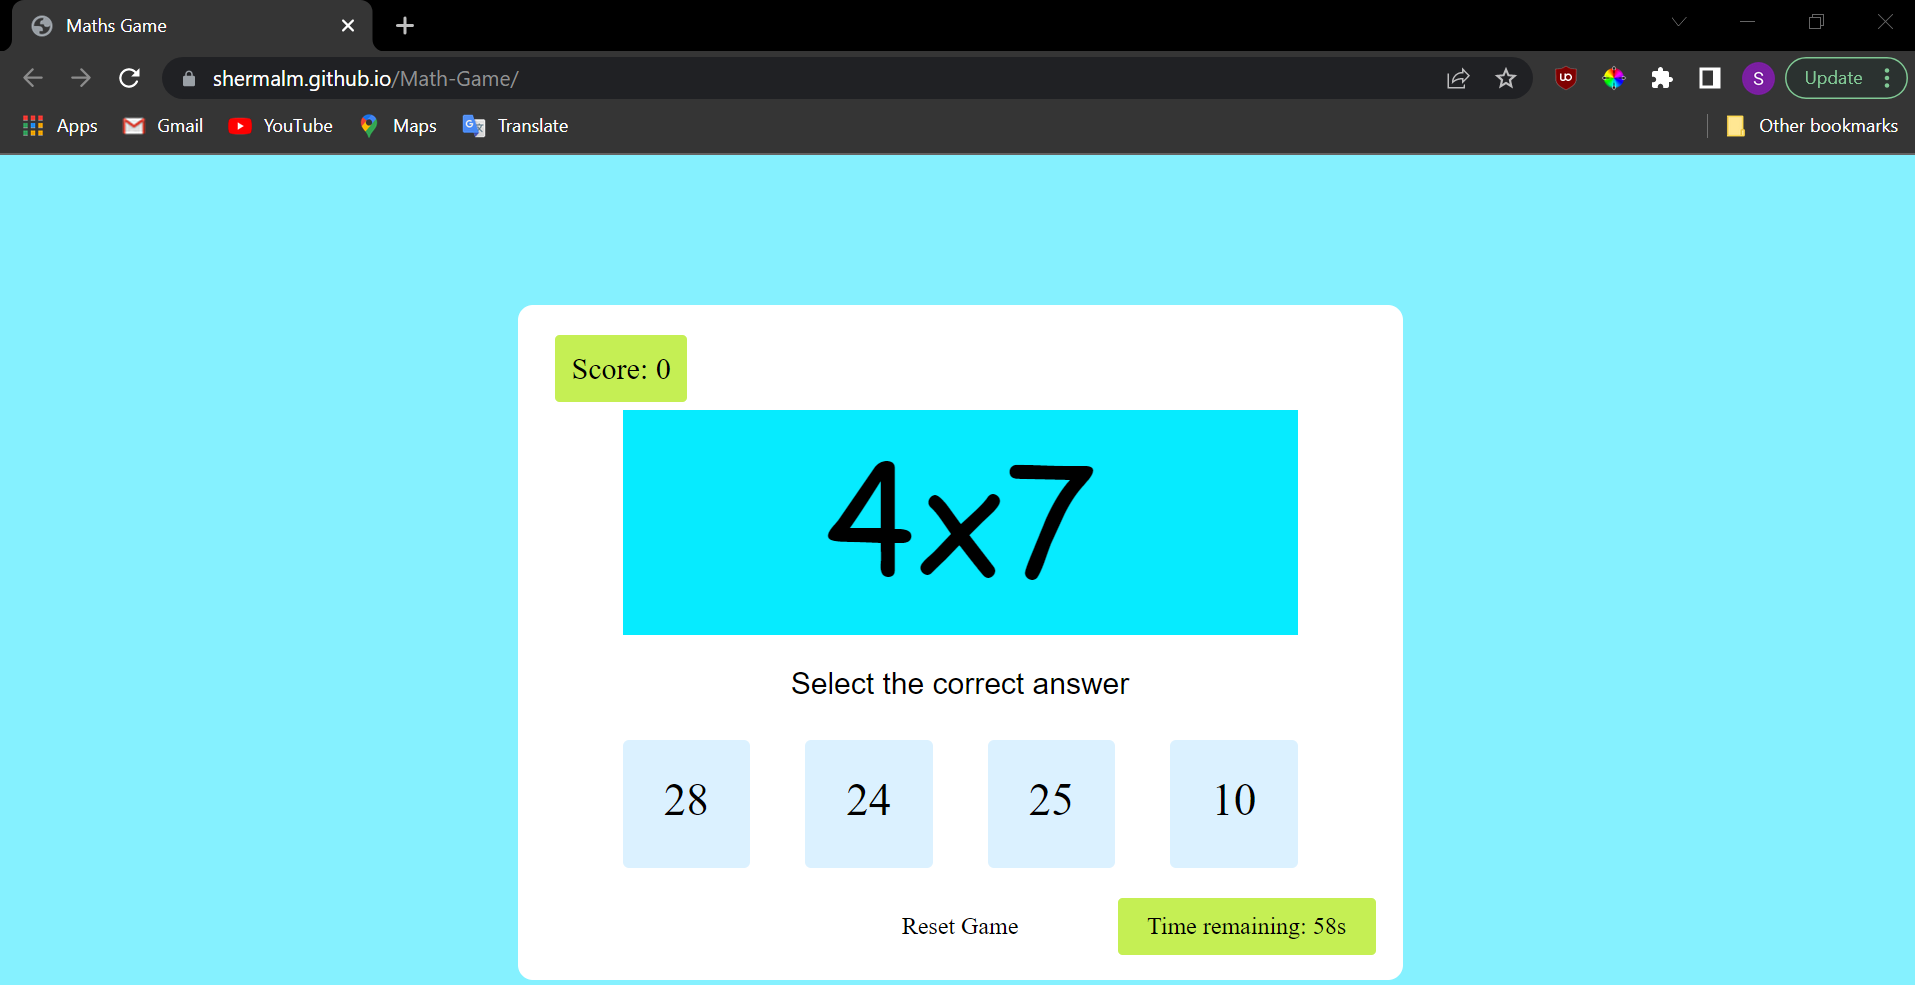 Maths Game
shermalm.github.io/Math-Game/
S
Update
Apps
Gmail
YouTube
Maps
Translate
Other bookmarks
Score: 0
4x7
Select the correct answer
28
24
25
10
Reset Game
Time remaining: 58s